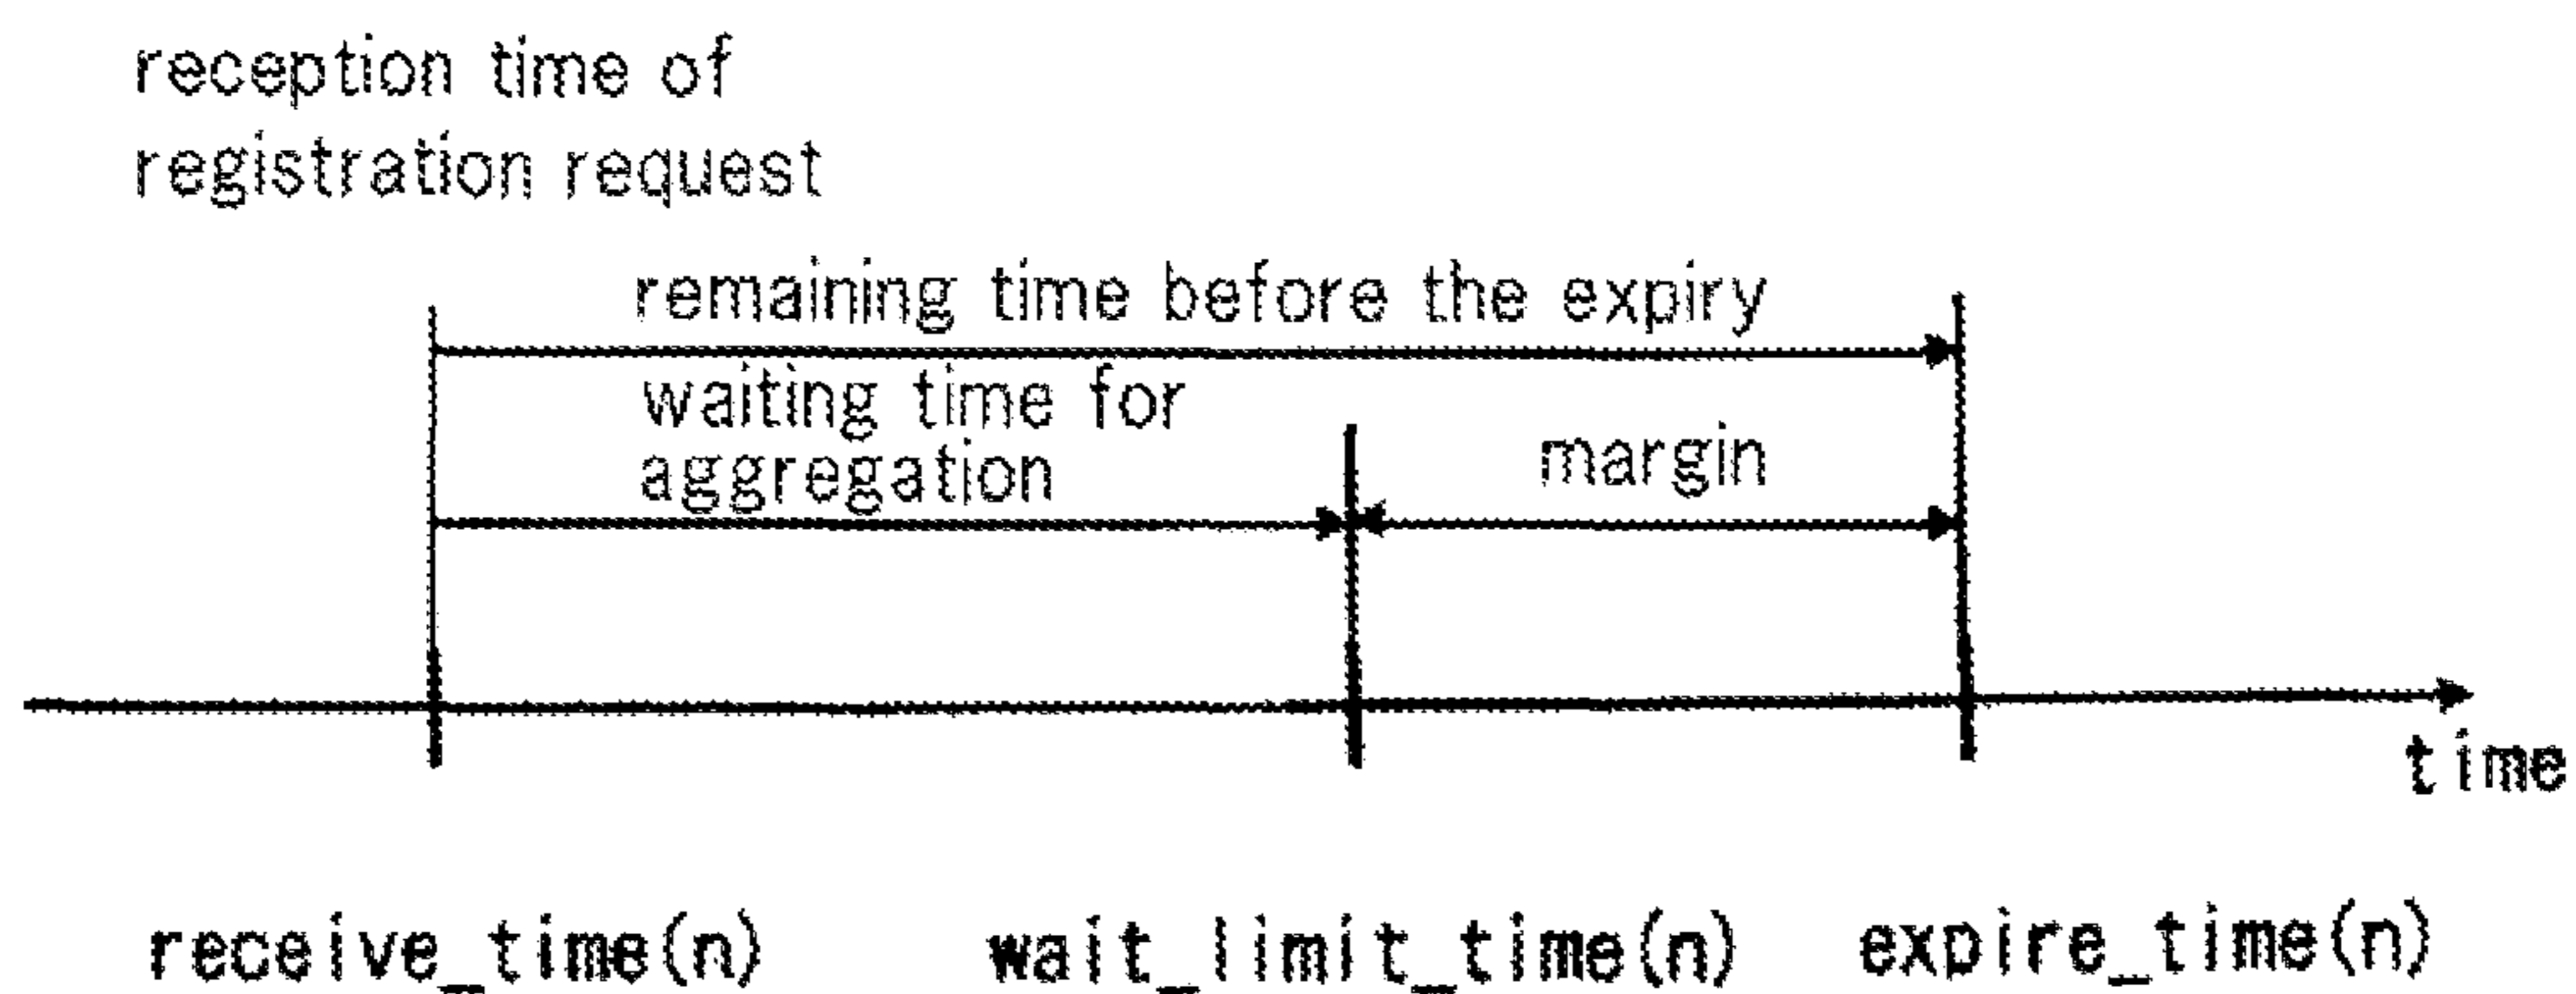 reception time of
registration request
remaining time before the expiry
waiting time for
aggregation
margin
time
receive_time(n)
wait_limit_time(n)
expire_time(n)